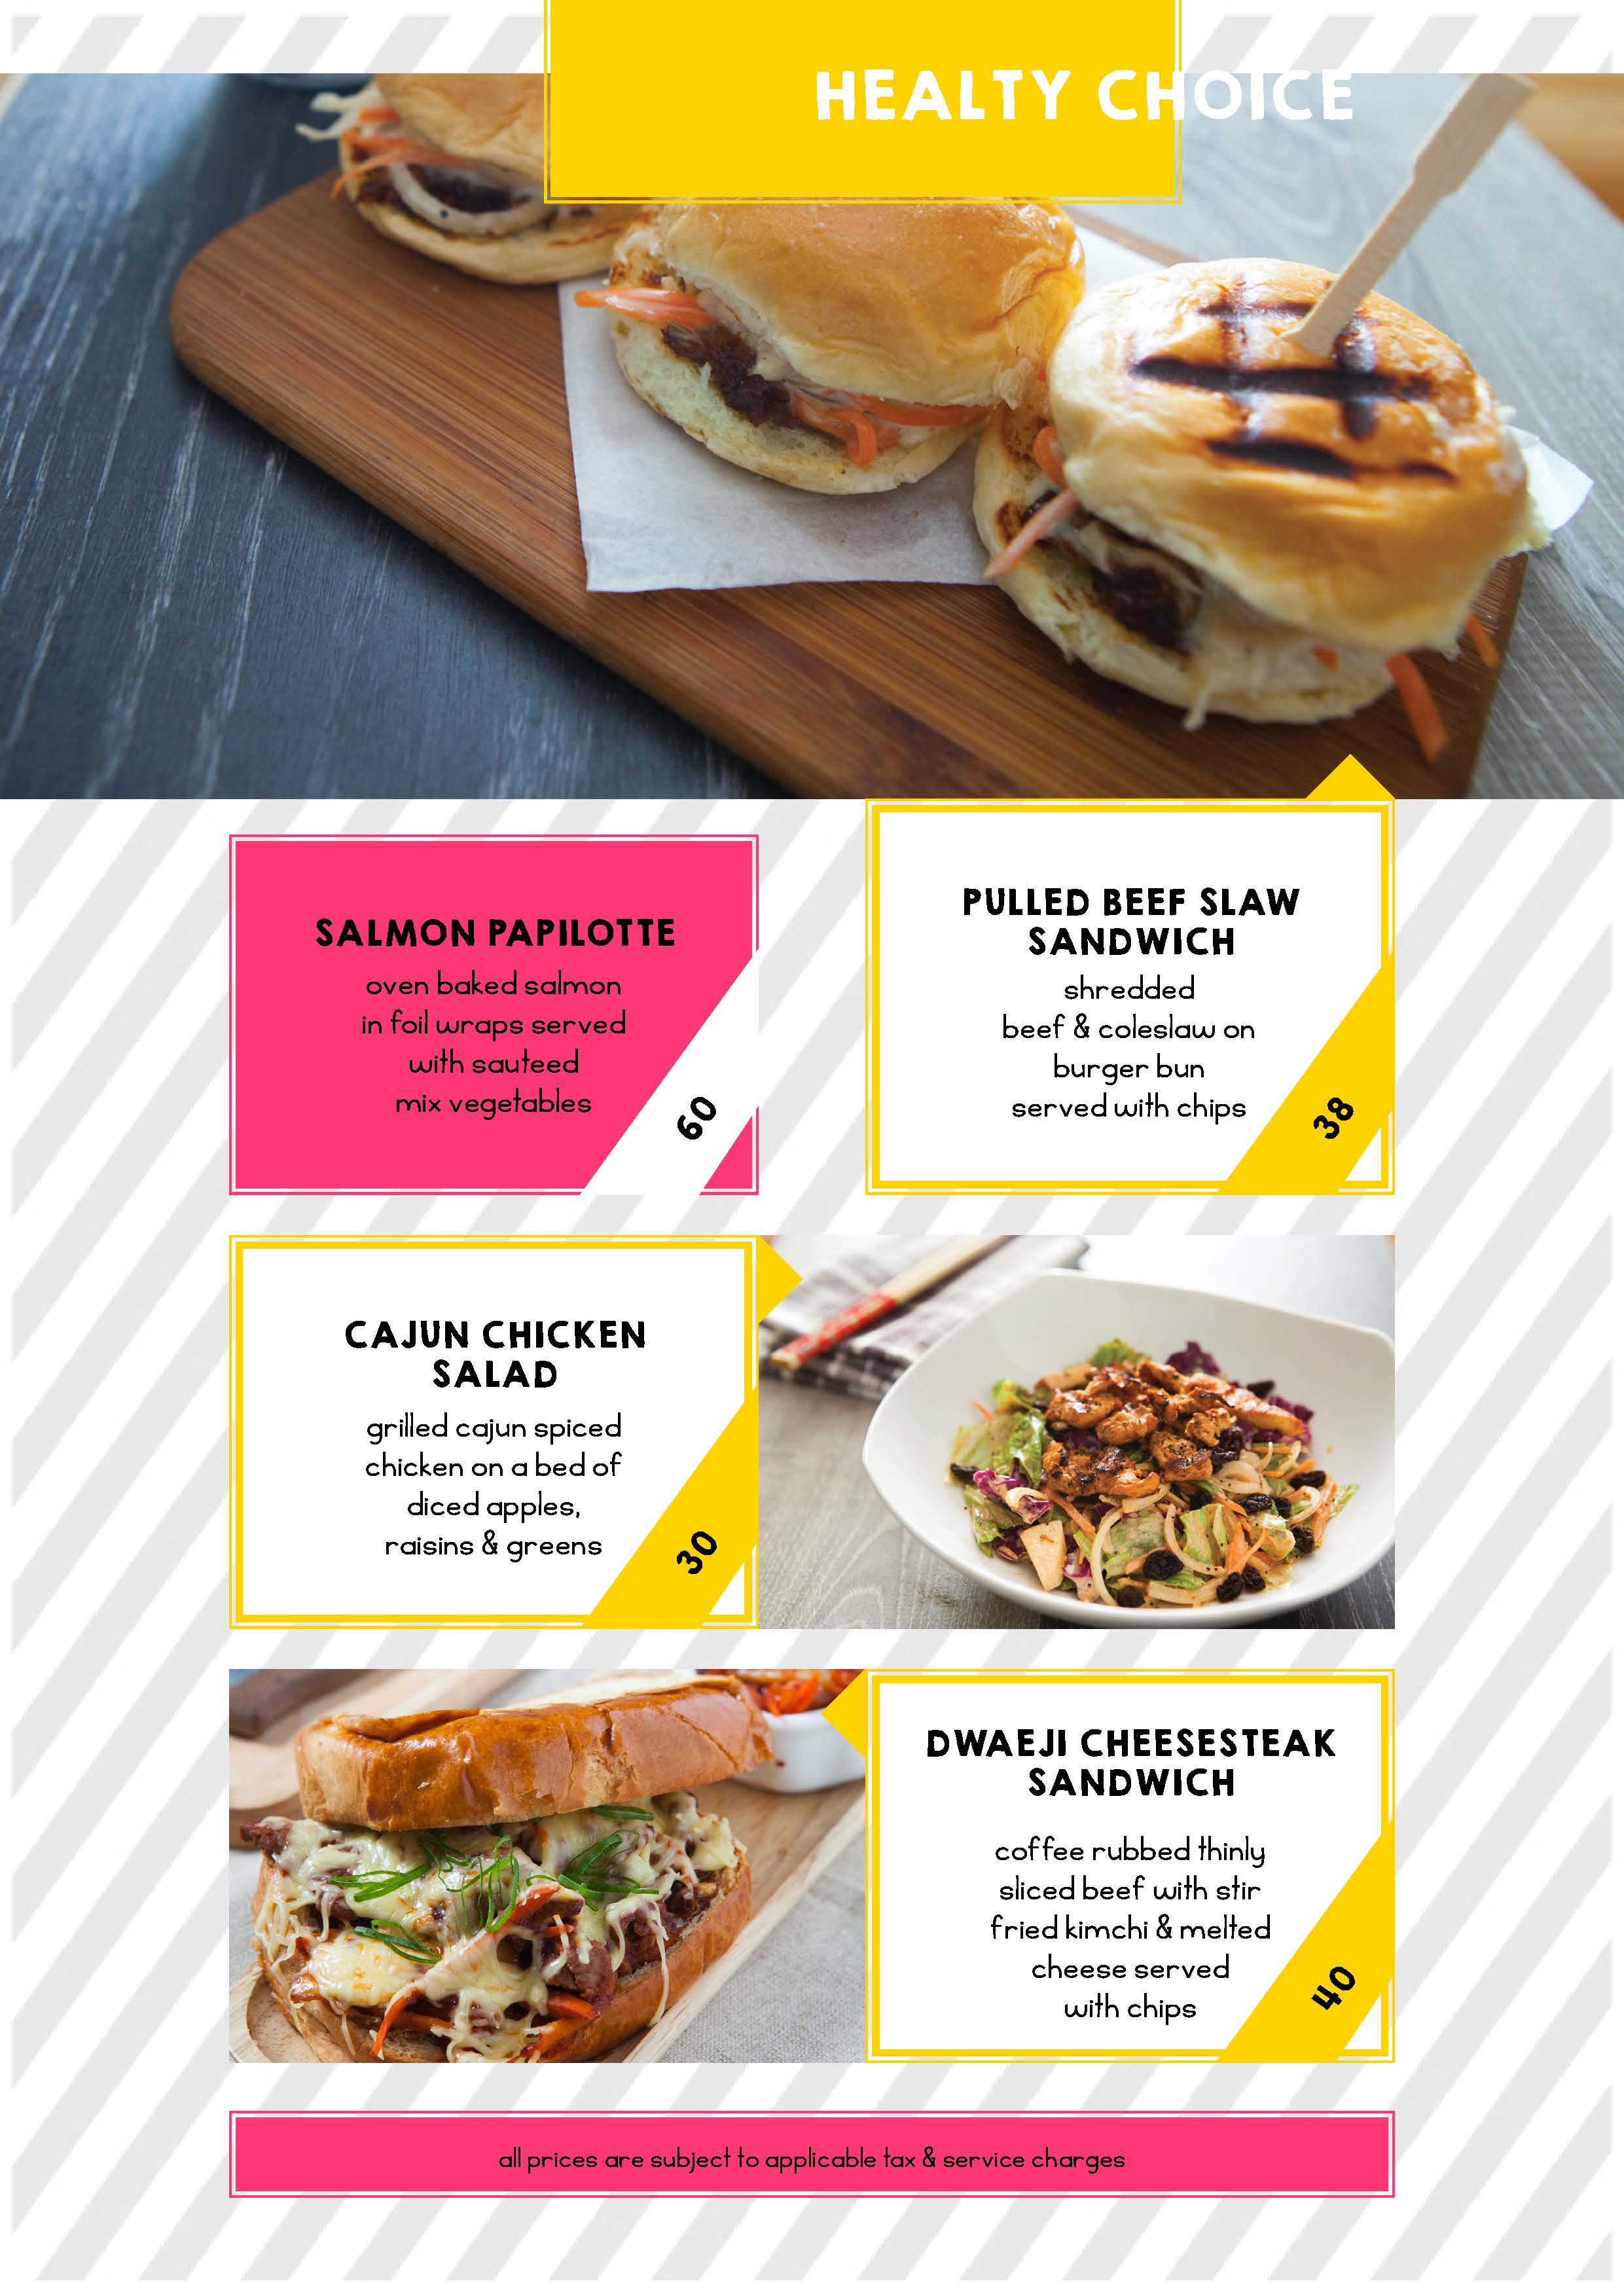 HEALTY CHOICE
SALMON PAPILOTTE
oven baked salmon
in foil wraps served
with sauteed
mix vegetables
60
PULLED BEEF SLAW
SANDWICH
shredded
beef & coleslaw on
burger bun
served with chips
38
CAJUN CHICKEN
SALAD
grilled cajun spiced
chicken on a bed of
diced apples,
raisins & greens
30
DWAEJI CHEESESTEAK
SANDWICH
coffee rubbed thinly
sliced beef with stir
fried kimchi & melted
cheese served
with chips
40
all prices are subject to applicable tax & service charges